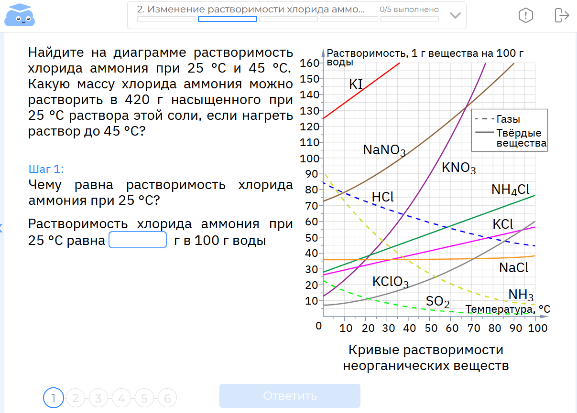 2. Изменение растворимости хлорида аммо...
0/5 выполнено
Найдите на диаграмме растворимость
хлорида аммония при 25 °C и 45 °C.
Какую массу хлорида аммония можно
растворить в 420 г насыщенного при
25 °C раствора этой соли, если нагреть
раствор до 45 °C?
Шаг 1:
Чему равна растворимость хлорида
аммония при 25 °C?
Растворимость хлорида аммония при
25 °C равна г в 100 г воды
Растворимость, 1 г вещества на 100 г
воды
160
150
140
130
120
110
100
90
80
70
60
50
40
30
20
10
KI
NaNO3
KNO3
HCl
NH4Cl
KCl
NaCl
KClO3
SO2
NH3
Газы
Твёрдые
вещества
Температура, °C
0 10 20 30 40 50 60 70 80 90 100
Кривые растворимости
неорганических веществ
1 2 3 4 5 6
Ответить